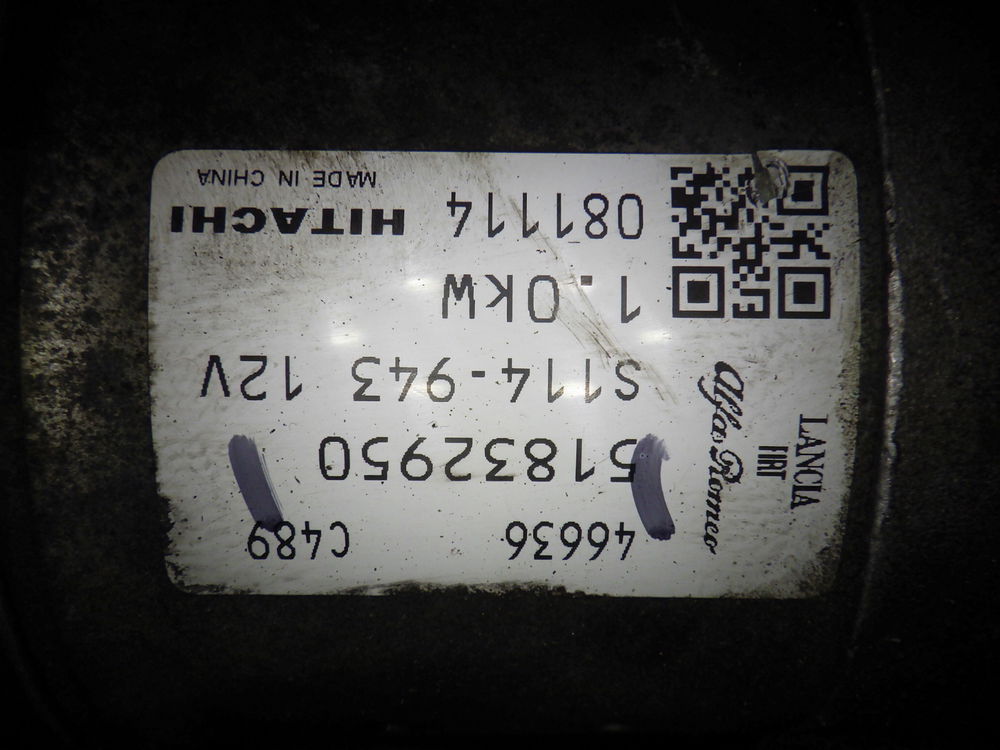 46636 C489
51832950
S114-943 12V
1.0kW
081114 HITACHI
MADE IN CHINA
Alfa Romeo
FIAT
LANCIA